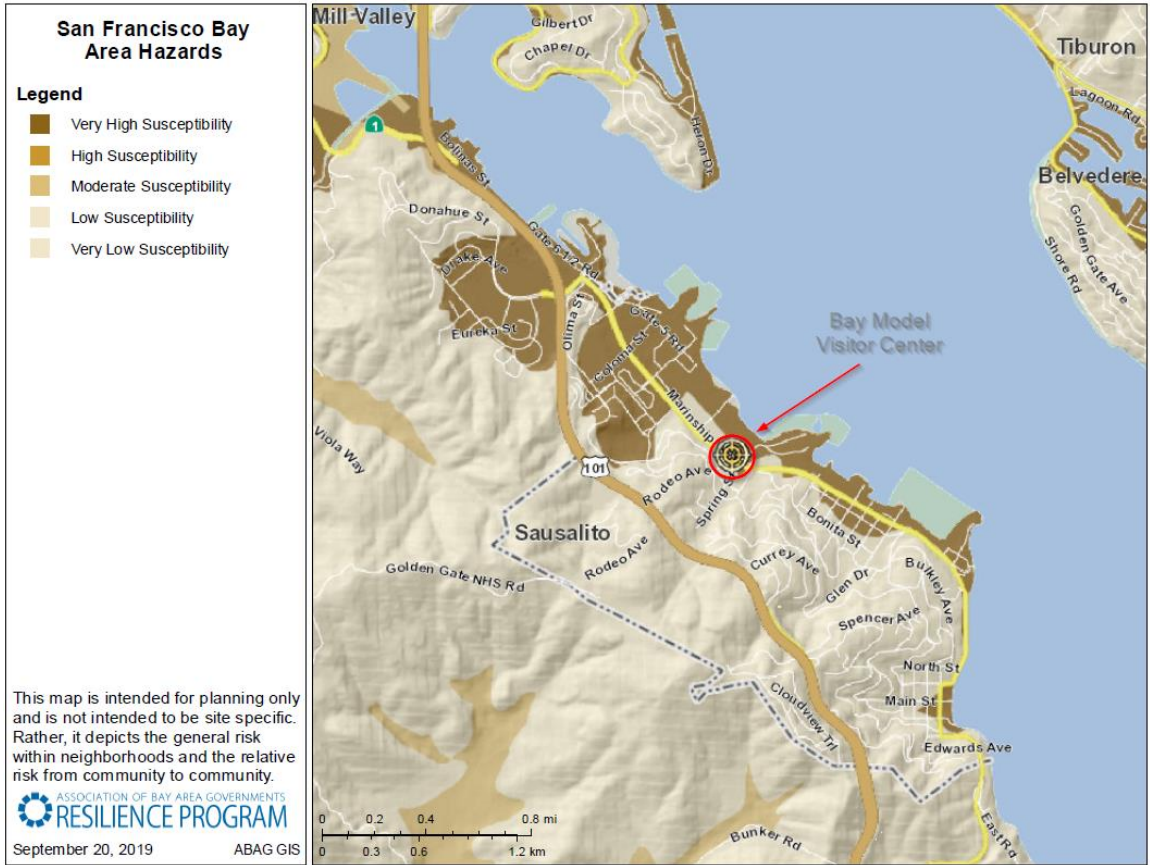 San Francisco Bay
Area Hazards
Legend
Very High Susceptibility
High Susceptibility
Moderate Susceptibility
Low Susceptibility
Very Low Susceptibility
This map is intended for planning only
and is not intended to be site specific.
Rather, it depicts the general risk
within neighborhoods and the relative
risk from community to community.
ASSOCIATION OF BAY AREA GOVERNMENTS
RESILIENCE PROGRAM
September 20, 2019
ABAG GIS
Mill Valley
Gilbert Dr
Chapel Dr
Tiburon
Lagoon Rd
1
Bolinas St
Heron Dr
Belvedere
Donahue St
Golden Gate Ave
Shore Rd
Gate 6 1/2 Rd
Drake Ave
Olima St
Gate 5 Rd
Eureka St
Coloma St
Bay Model
Visitor Center
Marinship
Viola Way
101
Rodeo Ave
Spring St
Sausalito
Bonita St
Rodeo Ave
Currey Ave
Glen Dr
Bulkley Ave
Golden Gate NHS Rd
Spencer Ave
North St
Main St
Cloudview Trl
Edwards Ave
East Rd
Bunker Rd
0 0.2 0.4 0.8 mi
0 0.3 0.6 1.2 km